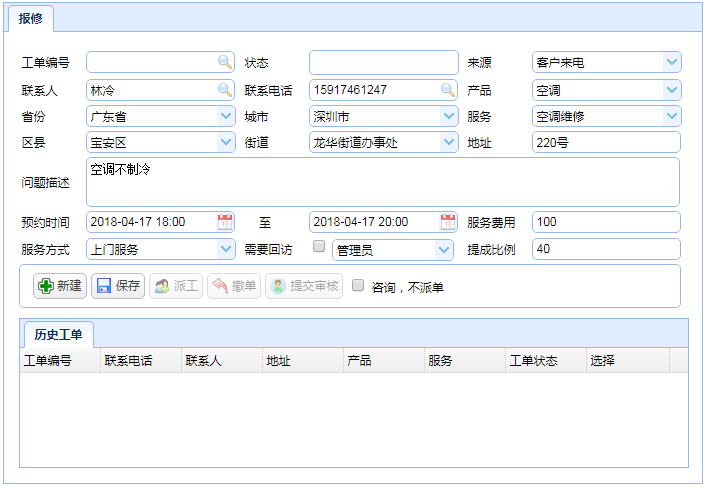 报修
工单编号 状态 来源 客户来电
联系人 林冷 联系电话 15917461247 产品 空调
省份 广东省 城市 深圳市 服务 空调维修
区县 宝安区 街道 龙华街道办事处 地址 220号
问题描述 空调不制冷
预约时间 2018-04-17 18:00 至 2018-04-17 20:00 服务费用 100
服务方式 上门服务 需要回访 管理员 提成比例 40
新建 保存 派工 撤单 提交审核 咨询，不派单
历史工单
工单编号 联系电话 联系人 地址 产品 服务 工单状态 选择